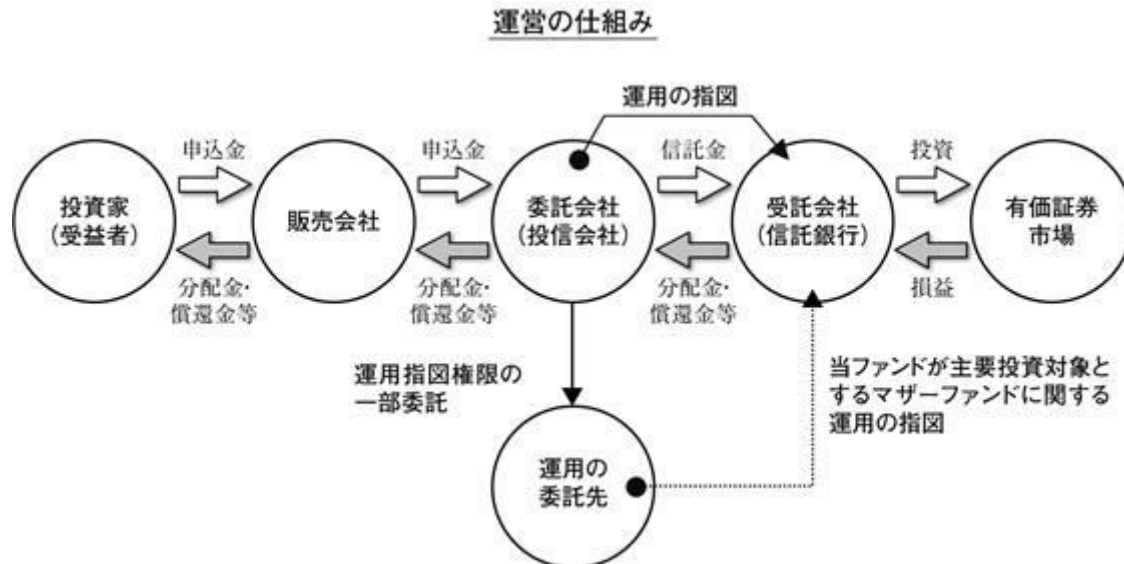 運営の仕組み
運用の指図
申込金
申込金
信託金
投資
投資家
(受益者)
販売会社
委託会社
(投信会社)
受託会社
(信託銀行)
有価証券
市場
分配金・
償還金等
分配金・
償還金等
分配金・
償還金等
損益
運用指図権限の
一部委託
当ファンドが主要投資対象と
するマザーファンドに関する
運用の指図
運用の
委託先